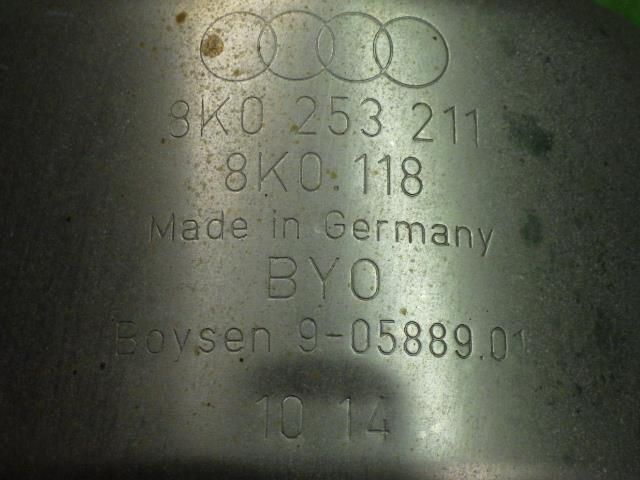 8K0 253 211
8K0.118
Made in Germany
BYO
Boysen 9-05889.01
10 14